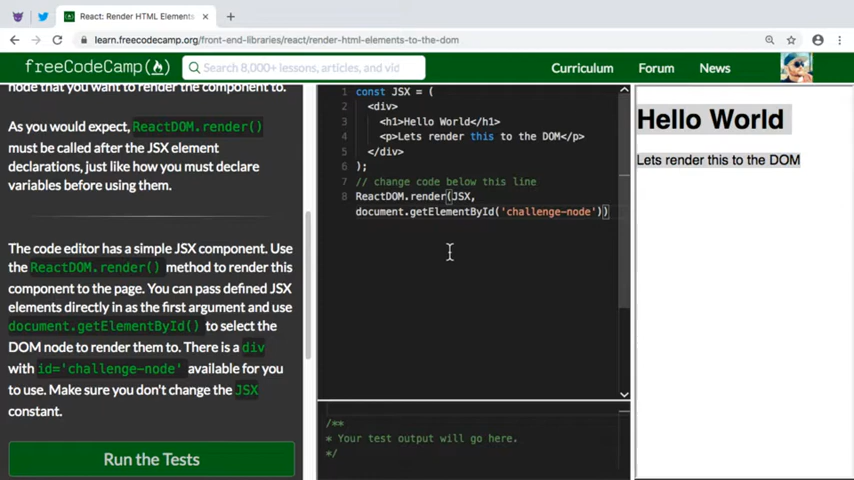 React: Render HTML Elements
learn.freecodecamp.org/front-end-libraries/react/render-html-elements-to-the-dom
freeCodeCamp
Search 8,000+ lessons, articles, and vid
Curriculum
Forum
News
node that you want to render the component to.
As you would expect, ReactDOM.render()
must be called after the JSX element
declarations, just like how you must declare
variables before using them.
The code editor has a simple JSX component. Use
the ReactDOM.render() method to render this
component to the page. You can pass defined JSX
elements directly in as the first argument and use
document.getElementById() to select the
DOM node to render them to. There is a div
with id='challenge-node' available for you
to use. Make sure you don't change the JSX
constant.
Run the Tests
1 const JSX = (
2 <div>
3 <h1>Hello World</h1>
4 <p>Lets render this to the DOM</p>
5 </div>
6 );
7 // change code below this line
8 ReactDOM.render(JSX,
document.getElementById('challenge-node'))
/**
* Your test output will go here.
*/
Hello World
Lets render this to the DOM